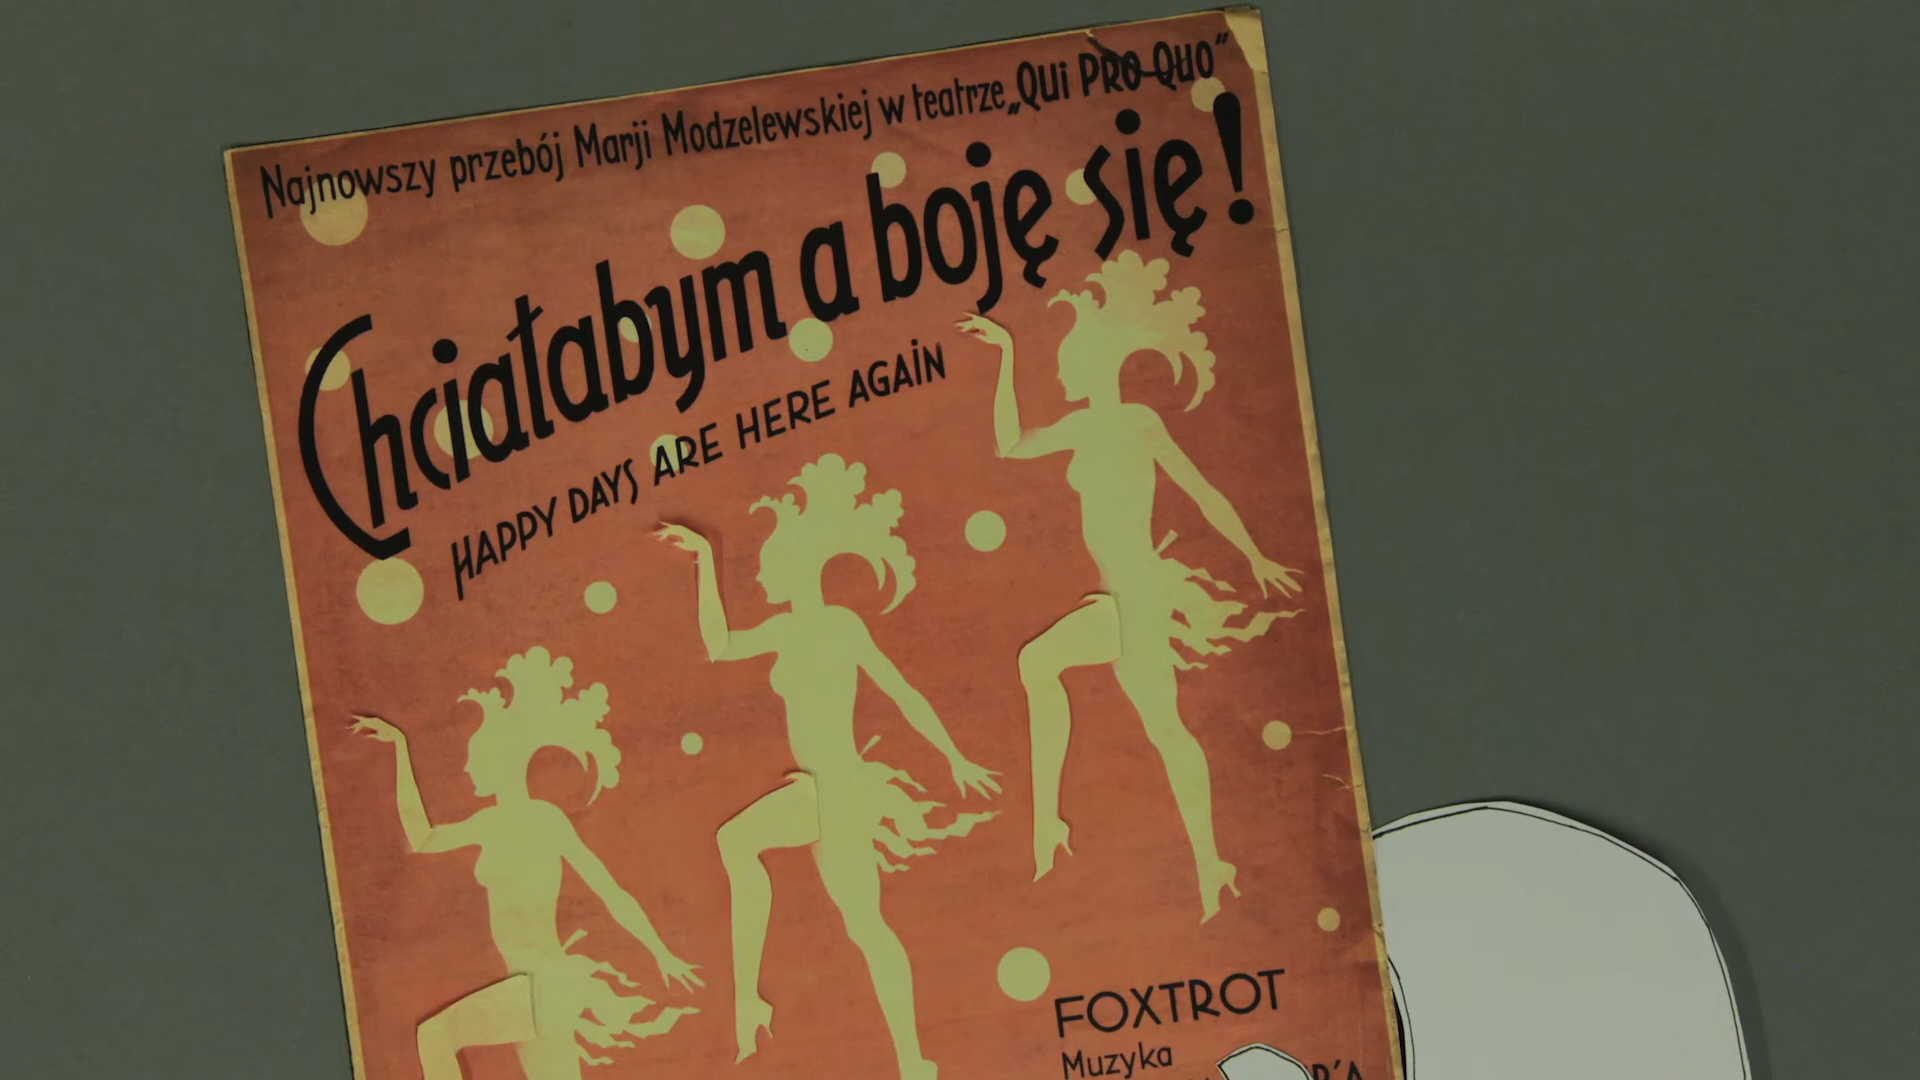 Najnowszy przebój Marji Modzelewskiej w teatrze „Qui PRO QUO”
Chciałabym a boję się!
HAPPY DAYS ARE HERE AGAIN
FOXTROT
Muzyka